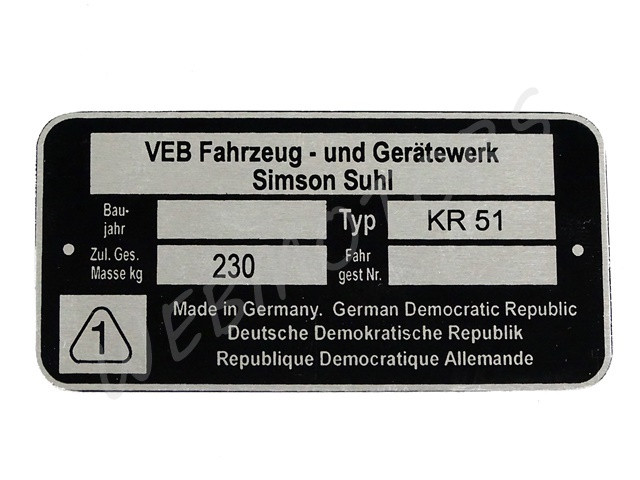 VEB Fahrzeug - und Gerätewerk
Simson Suhl
Bau-
jahr
Typ
KR 51
Zul. Ges.
Masse kg
230
Fahr
gest Nr.
1
Made in Germany. German Democratic Republic
Deutsche Demokratische Republik
Republique Democratique Allemande
WEBMOTORS